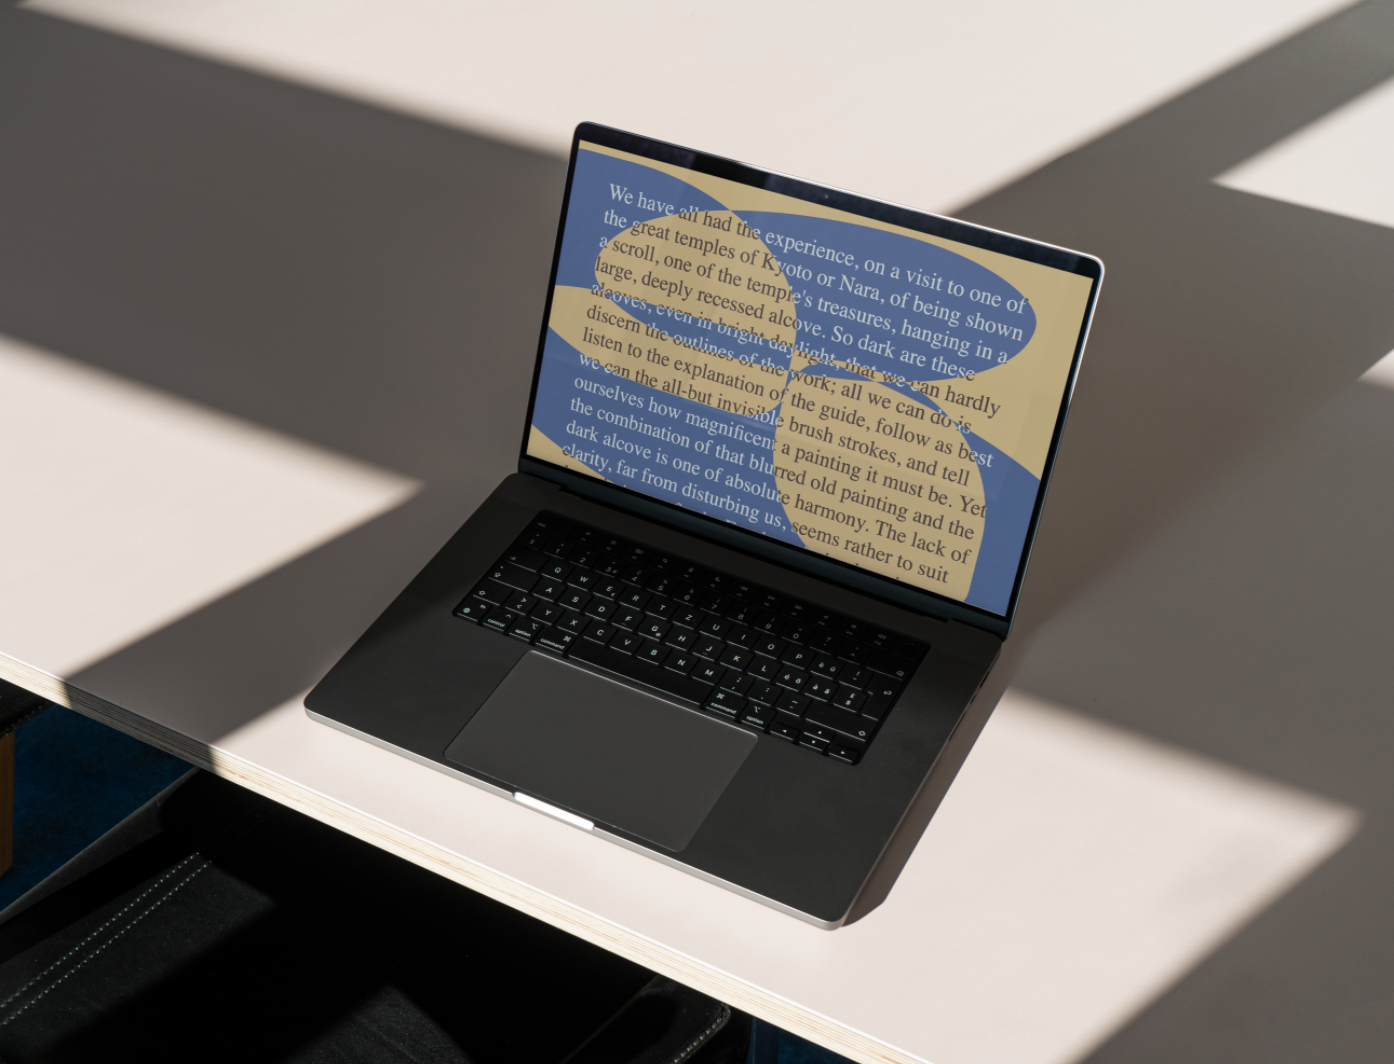 We have all had the experience, on a visit to one of
the great temples of Kyoto or Nara, of being shown
a scroll, one of the temple's treasures, hanging in a
large, deeply recessed alcove. So dark are these
alcoves, even in bright daylight, that we can hardly
discern the outlines of the work; all we can do is
listen to the explanation of the guide, follow as best
we can the all-but invisible brush strokes, and tell
ourselves how magnificent a painting it must be. Yet
the combination of that blurred old painting and the
dark alcove is one of absolute harmony. The lack of
clarity, far from disturbing us, seems rather to suit
Q W E R T Z U I O P è ü !
A S D F G H J K L é ö à ä £ $
Y X C V B N M ; : _
control option command command option